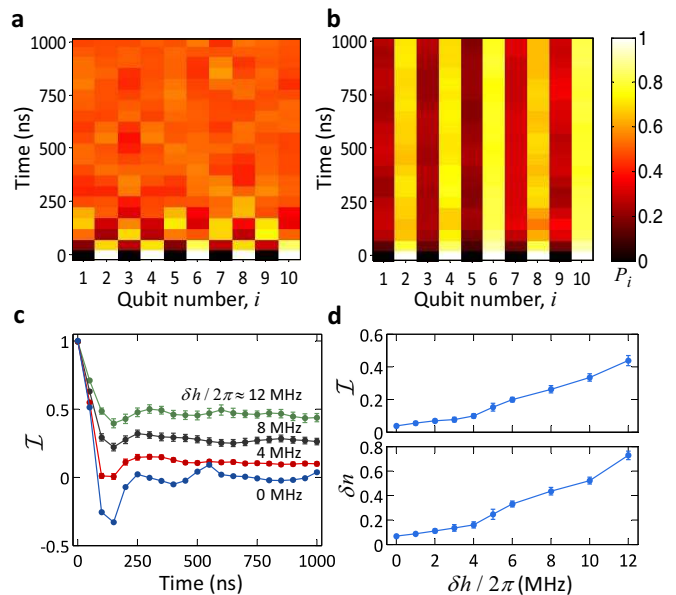 a
1000
750
500
250
0
Time (ns)
1 2 3 4 5 6 7 8 9 10
Qubit number, i
b
1000
750
500
250
0
Time (ns)
1 2 3 4 5 6 7 8 9 10
Qubit number, i
1
0.8
0.6
0.4
0.2
0
P_i
c
1
0.5
0
-0.5
ℐ
δh / 2π ≈ 12 MHz
8 MHz
4 MHz
0 MHz
0 250 500 750 1000
Time (ns)
d
0.6
0.4
0.2
0
ℐ
0.8
0.6
0.4
0.2
0
δn
0 2 4 6 8 10 12
δh / 2π (MHz)